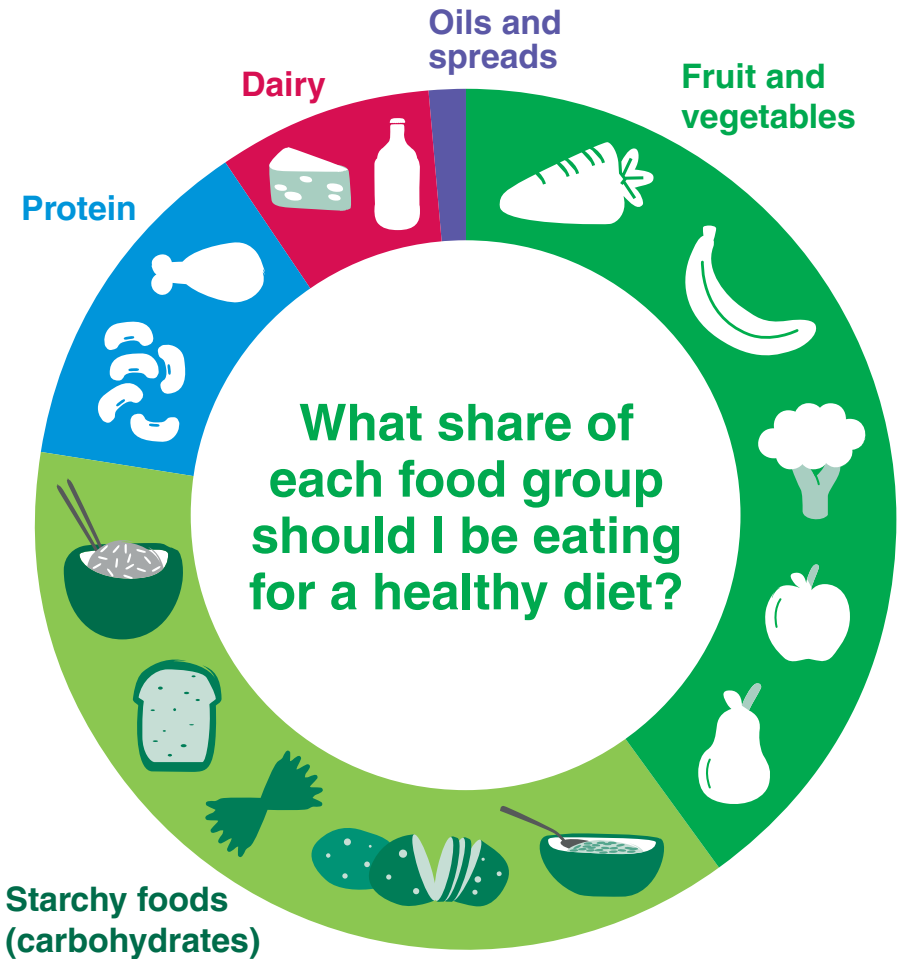 Oils and
spreads
Dairy
Fruit and
vegetables
Protein
What share of
each food group
should I be eating
for a healthy diet?
Starchy foods
(carbohydrates)